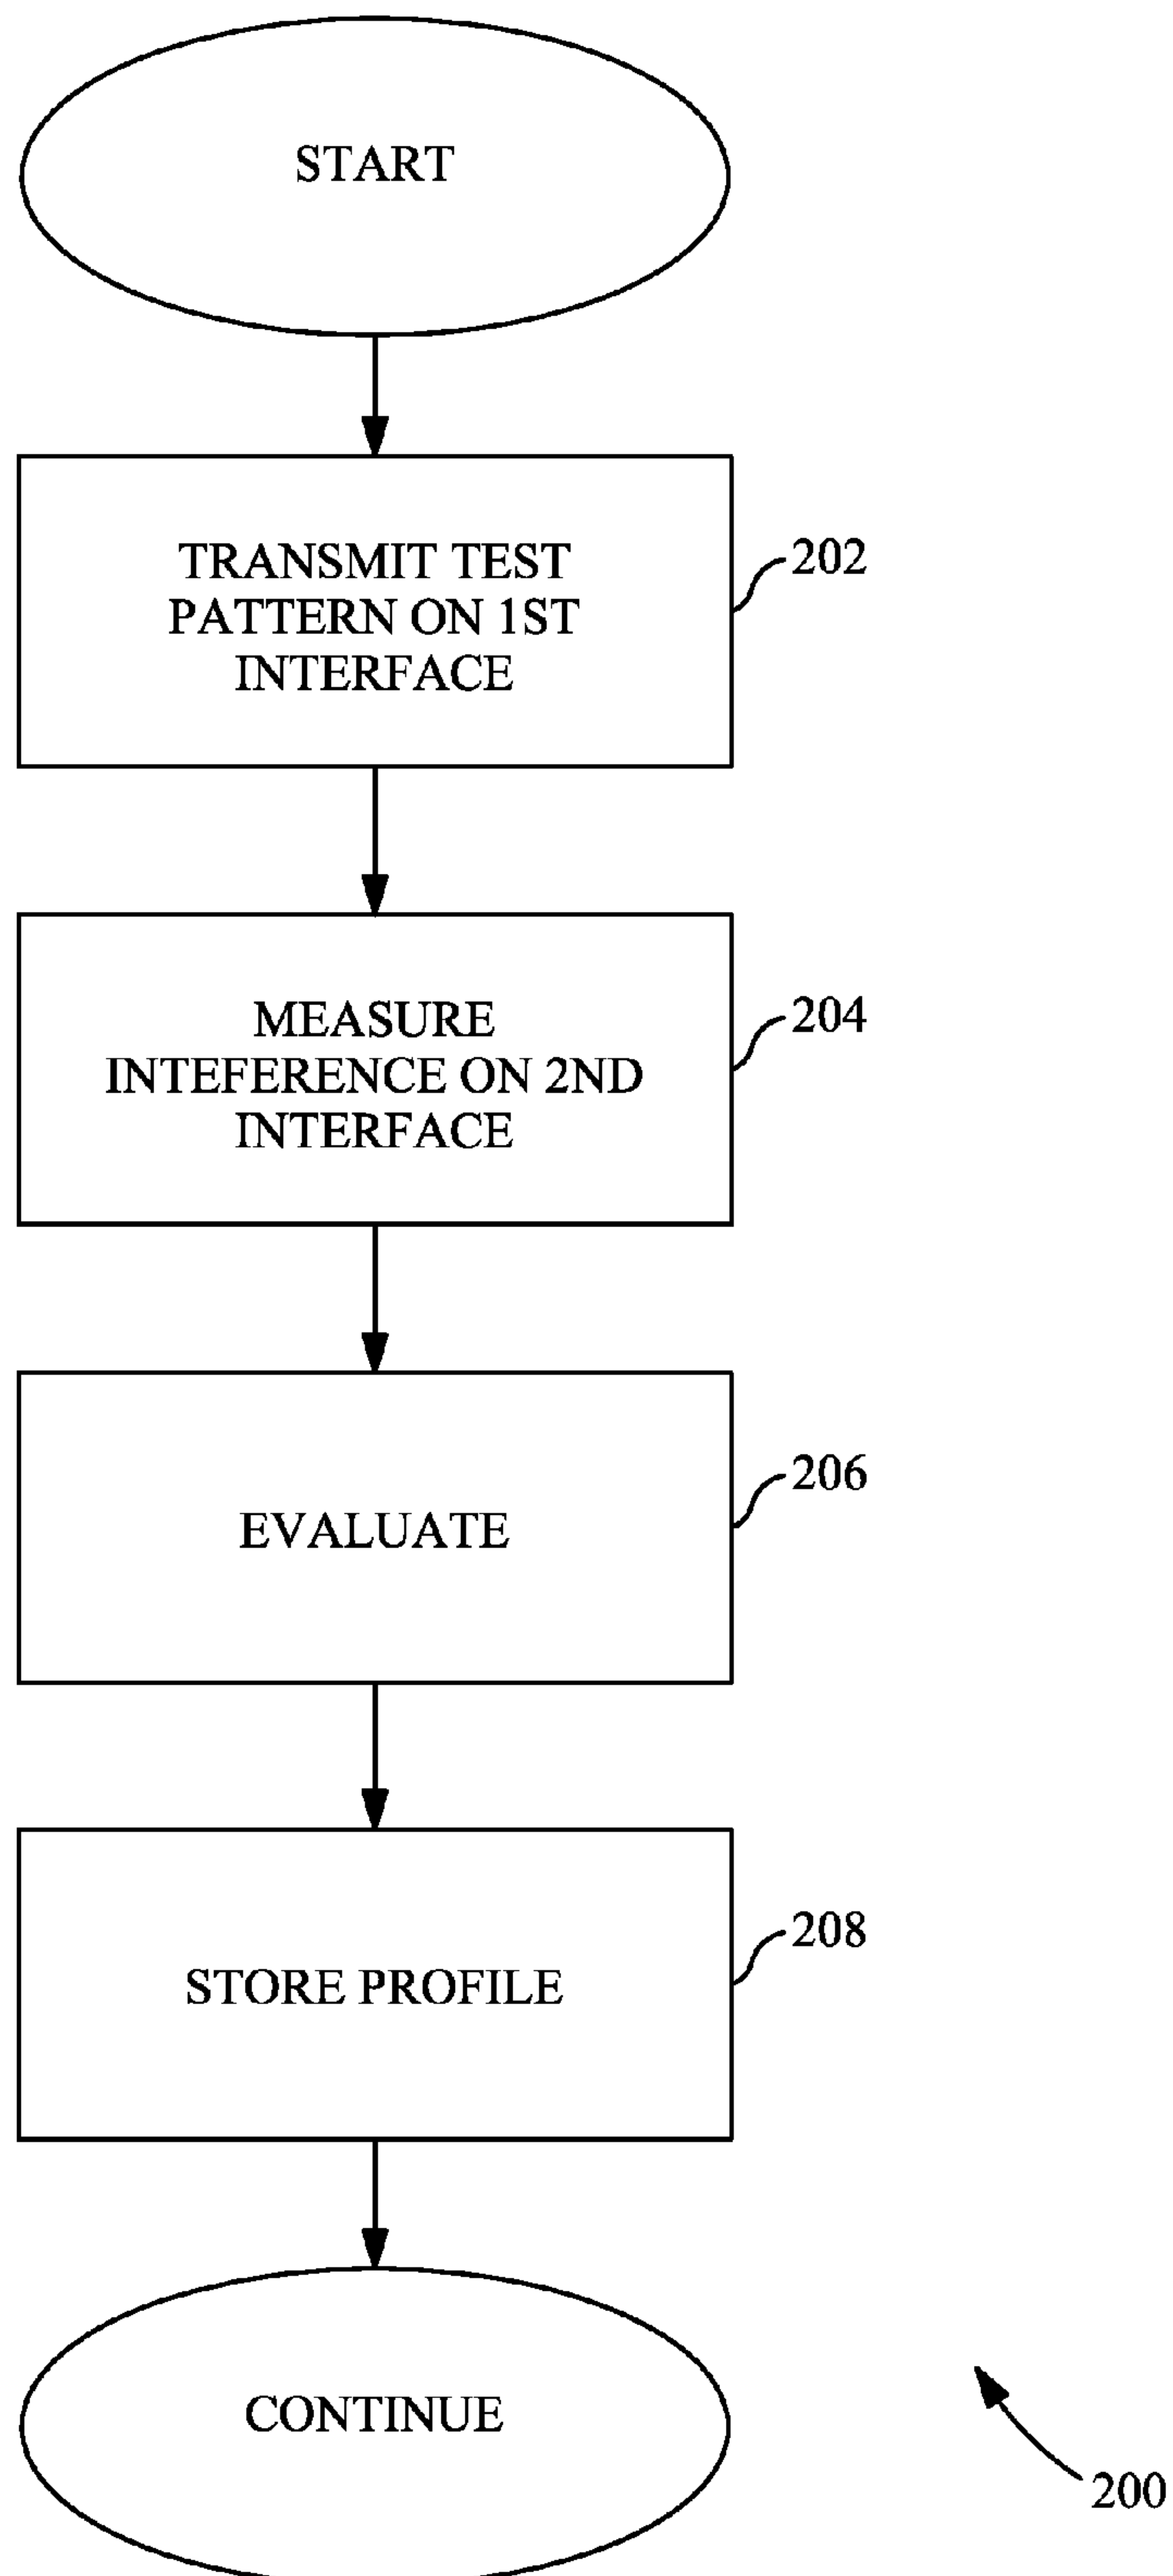 START
TRANSMIT TEST
PATTERN ON 1ST
INTERFACE
202
MEASURE
INTEFERENCE ON 2ND
INTERFACE
204
EVALUATE
206
STORE PROFILE
208
CONTINUE
200